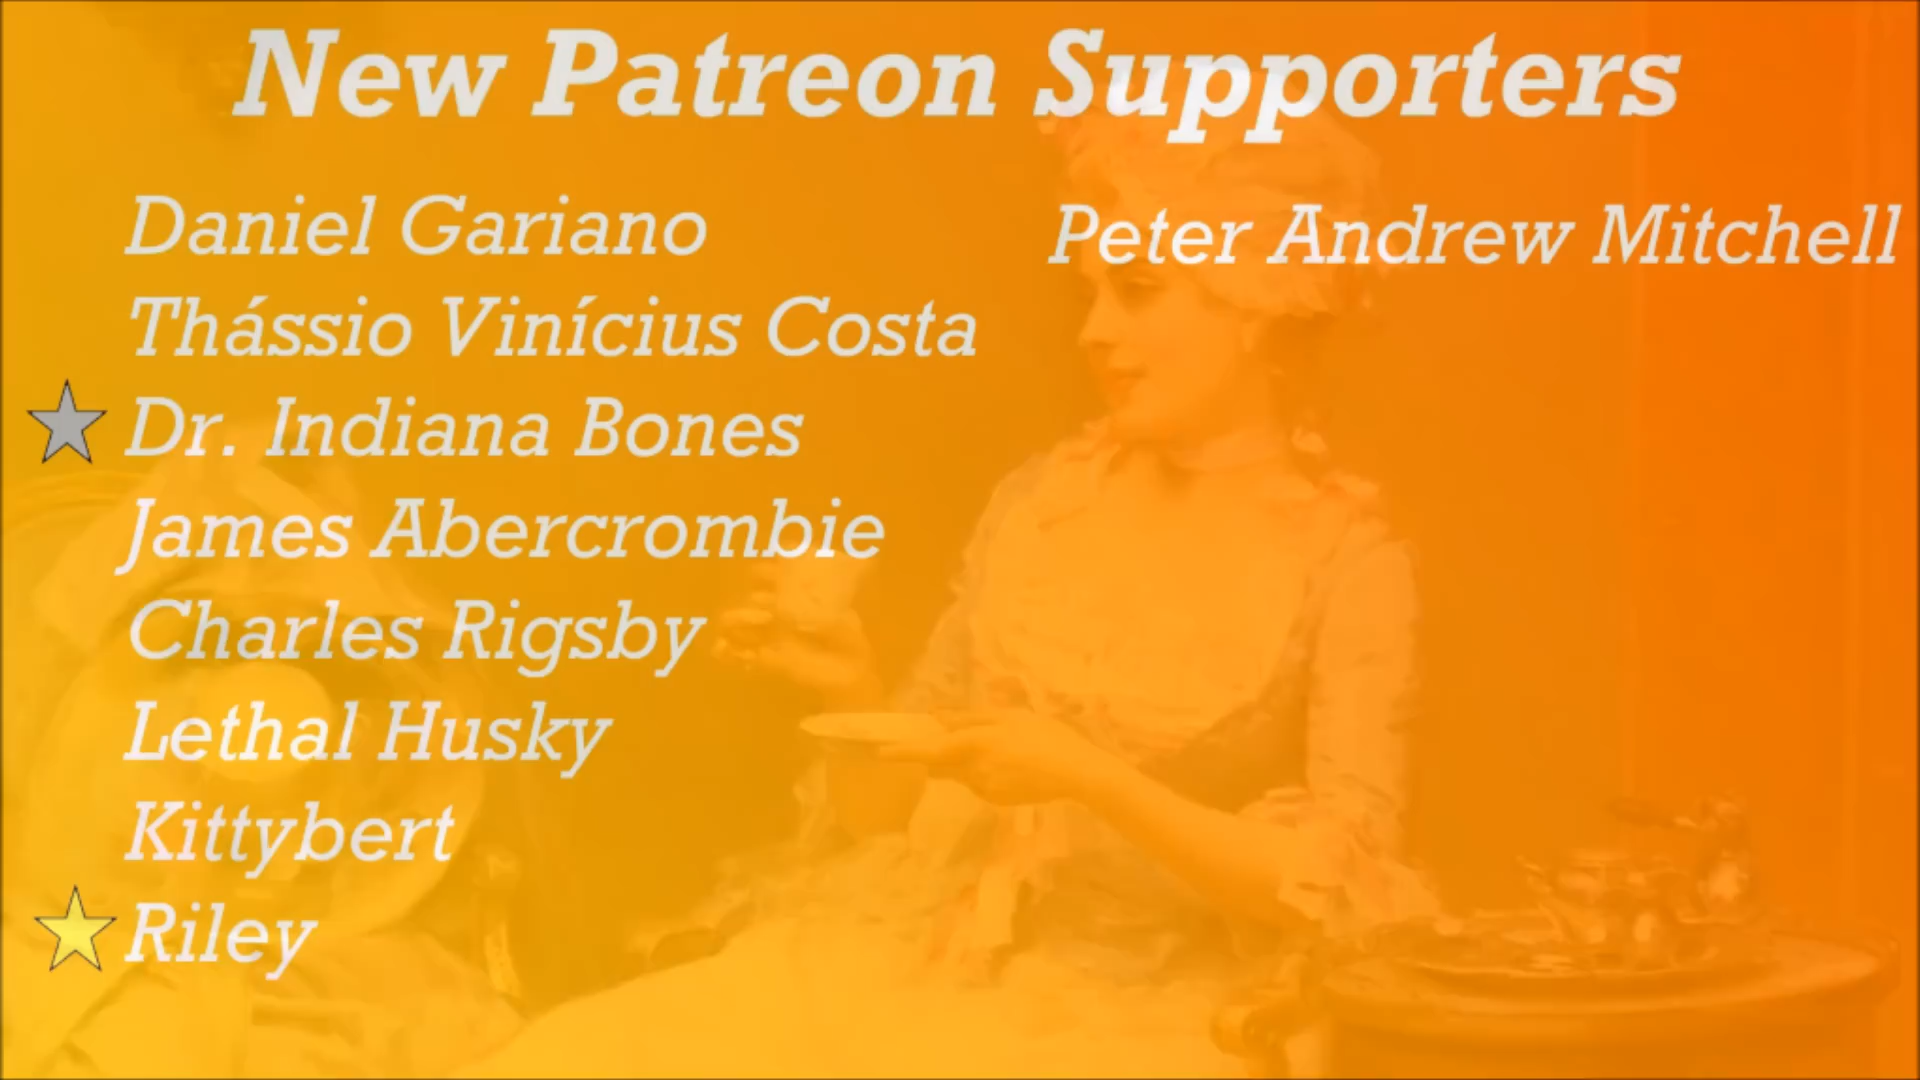 New Patreon Supporters
Daniel Gariano
Thássio Vinícius Costa
Dr. Indiana Bones
James Abercrombie
Charles Rigsby
Lethal Husky
Kittybert
Riley
Peter Andrew Mitchell